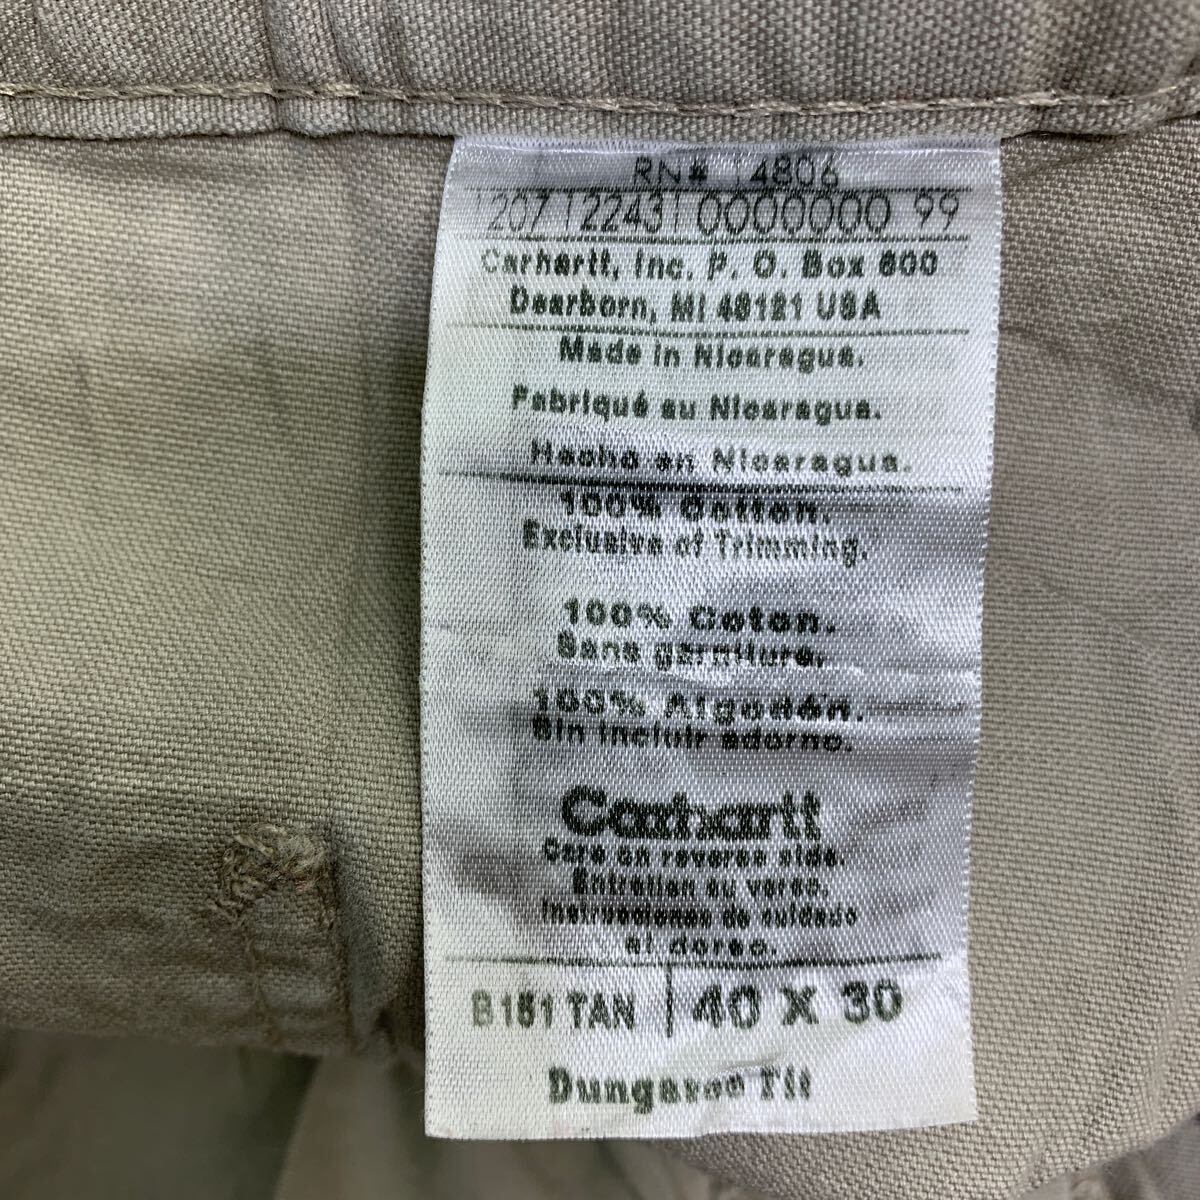 RN# 14806
207 12243 0000000 99
Carhartt, Inc. P. O. Box 600
Dearborn, MI 48121 USA
Made in Nicaragua.
Fabriqué au Nicaragua.
Hecho en Nicaragua.
100% Cotton.
Exclusive of Trimming.
100% Coton.
Sans garniture.
100% Algodón.
Sin incluir adorno.
Carhartt
Care on reverse side.
Entretien au verso.
Instrucciones de cuidado
al dorso.
B151 TAN 40 X 30
Dungaree Fit